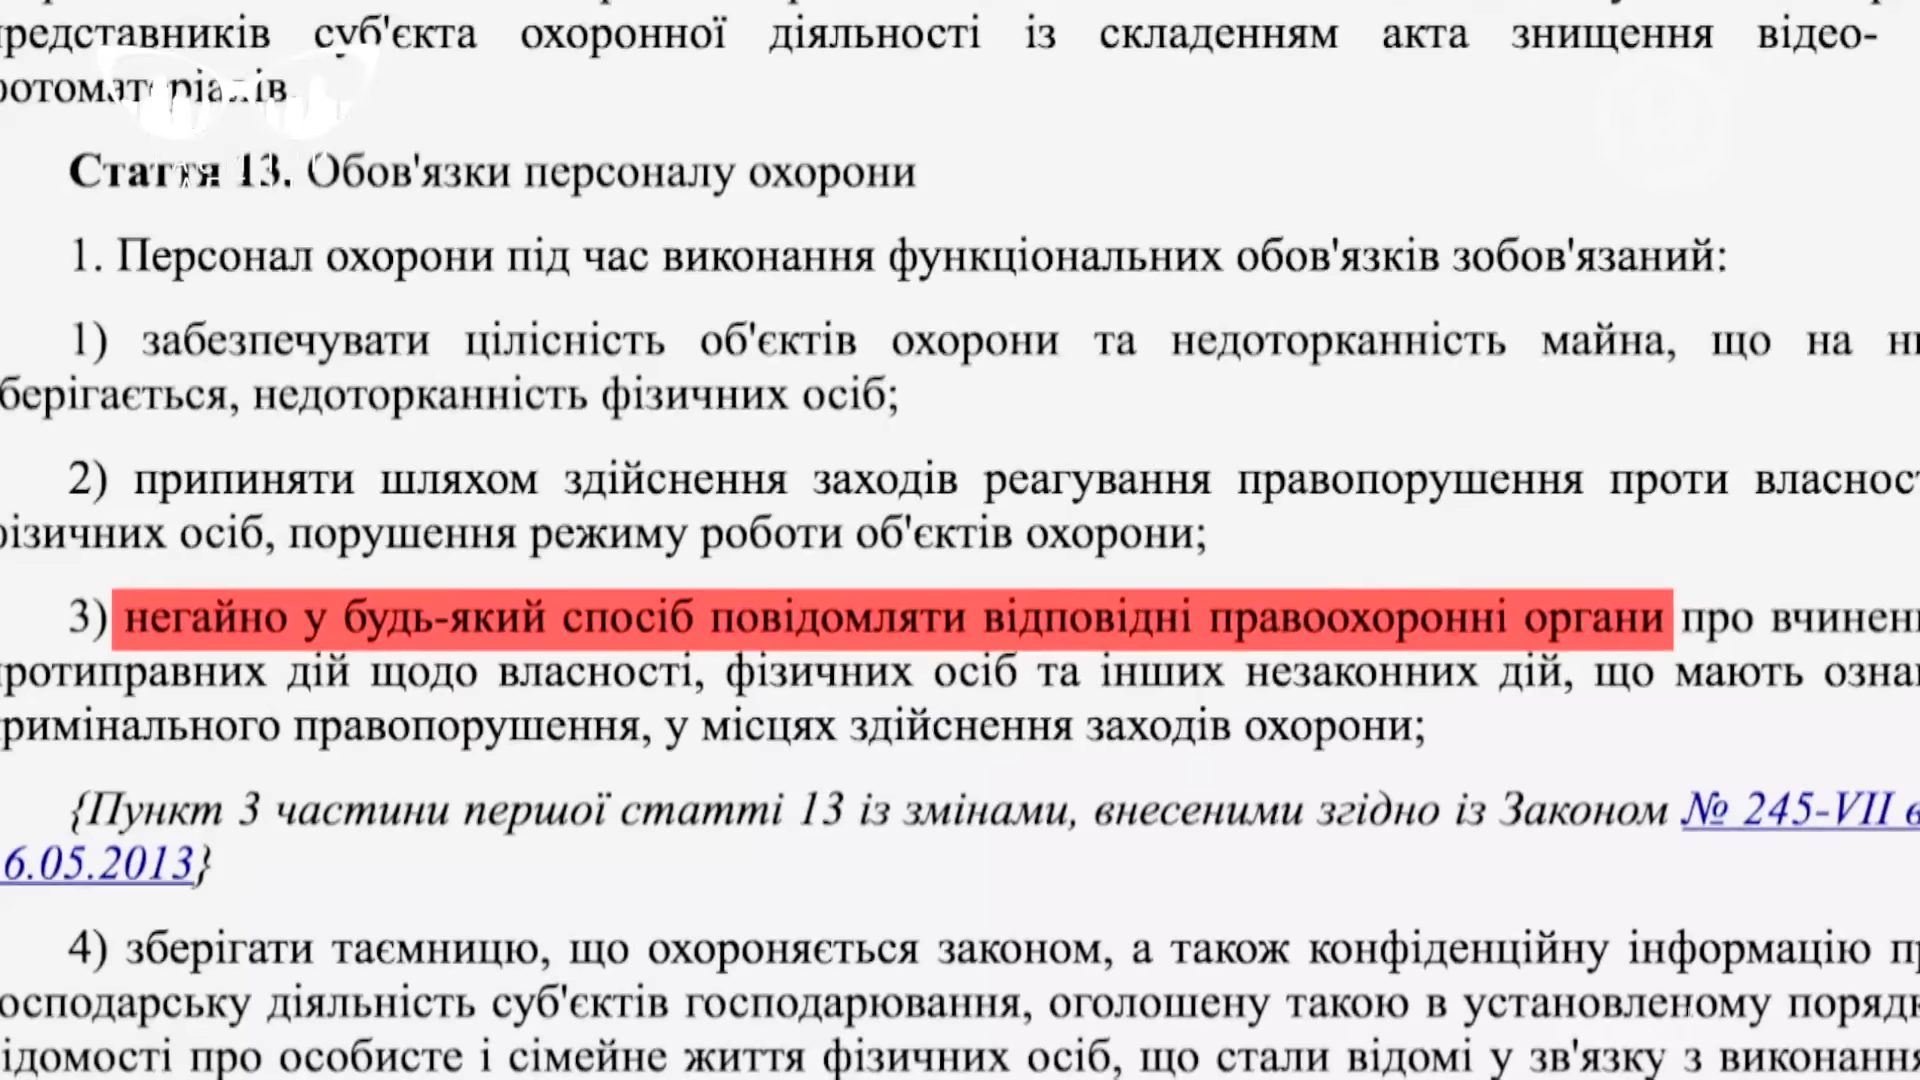 представників суб'єкта охоронної діяльності із складенням акта знищення відео-
фотоматеріалів.
Стаття 13. Обов'язки персоналу охорони
1. Персонал охорони під час виконання функціональних обов'язків зобов'язаний:
1) забезпечувати цілісність об'єктів охорони та недоторканність майна, що на
берігається, недоторканність фізичних осіб;
2) припиняти шляхом здійснення заходів реагування правопорушення проти власност
фізичних осіб, порушення режиму роботи об'єктів охорони;
3) негайно у будь-який спосіб повідомляти відповідні правоохоронні органи про вчинен
ротиправних дій щодо власності, фізичних осіб та інших незаконних дій, що мають озна
римінального правопорушення, у місцях здійснення заходів охорони;
{Пункт 3 частини першої статті 13 із змінами, внесеними згідно із Законом № 245-VII в
6.05.2013}
4) зберігати таємницю, що охороняється законом, а також конфіденційну інформацію пр
осподарську діяльність суб'єктів господарювання, оголошену такою в установленому порядк
ідомості про особисте і сімейне життя фізичних осіб, що стали відомі у зв'язку з виконанн